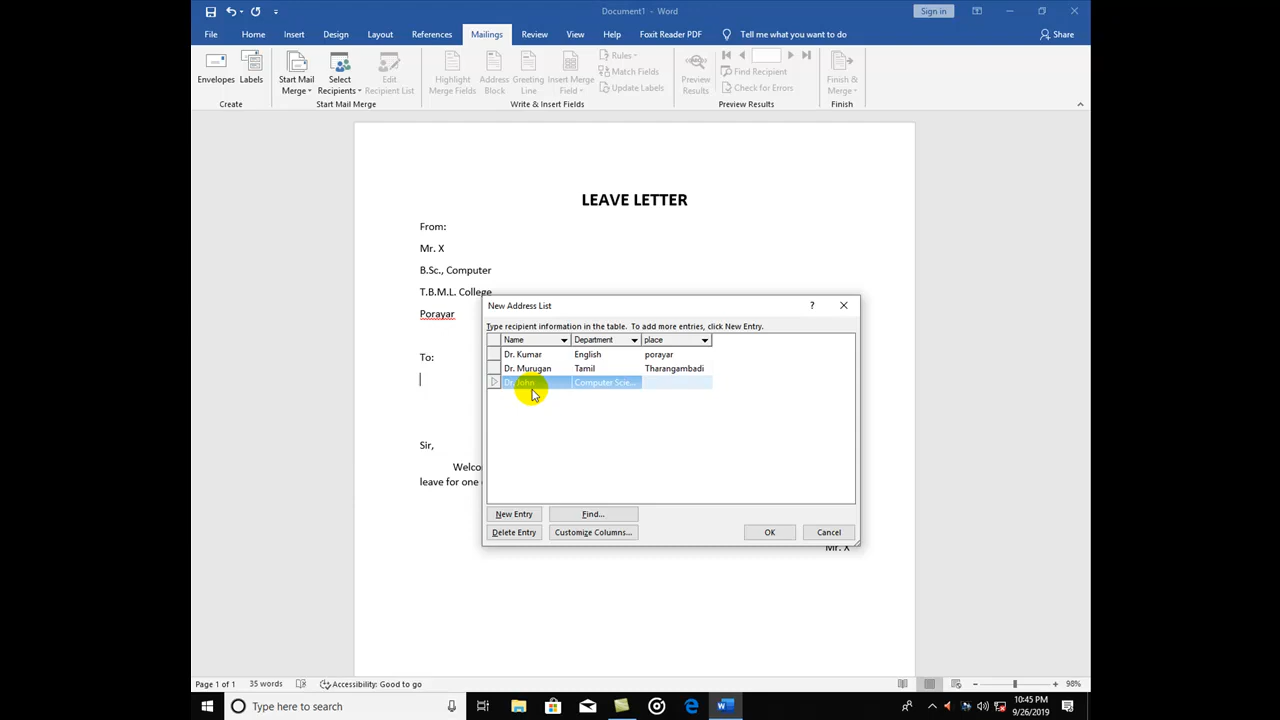 Document1 - Word
Sign in
File Home Insert Design Layout References Mailings Review View Help Foxit Reader PDF Tell me what you want to do Share
Envelopes Labels
Create
Start Mail Merge
Select Recipients
Edit Recipient List
Start Mail Merge
Highlight Merge Fields
Address Block
Greeting Line
Insert Merge Field
Rules
Match Fields
Update Labels
Write & Insert Fields
Preview Results
Find Recipient
Check for Errors
Preview Results
Finish & Merge
Finish
LEAVE LETTER
From:
Mr. X
B.Sc., Computer
T.B.M.L. College
Porayar
To:
Sir,
Welco
leave for one
Mr. X
New Address List
?
Type recipient information in the table. To add more entries, click New Entry.
Name Department place
Dr. Kumar English porayar
Dr. Murugan Tamil Tharangambadi
Dr. John Computer Scie...
New Entry Find...
Delete Entry Customize Columns... OK Cancel
Page 1 of 1 35 words Accessibility: Good to go 98%
Type here to search
10:45 PM
9/26/2019